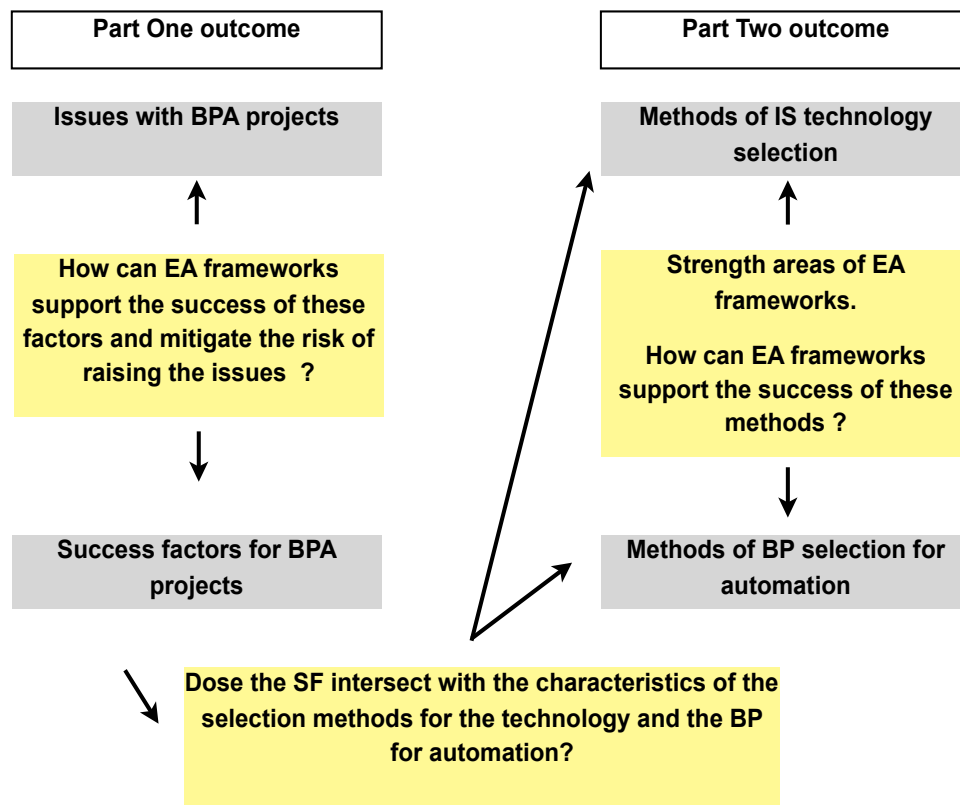 Part One outcome
Issues with BPA projects
How can EA frameworks
support the success of these
factors and mitigate the risk of
raising the issues ?
Success factors for BPA
projects
Part Two outcome
Methods of IS technology
selection
Strength areas of EA
frameworks.
How can EA frameworks
support the success of these
methods ?
Methods of BP selection for
automation
Dose the SF intersect with the characteristics of the
selection methods for the technology and the BP
for automation?